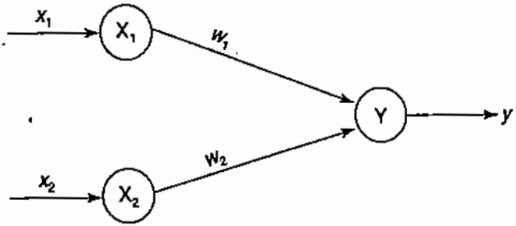 x₁ X₁ w₁
Y y
w₂
x₂ X₂